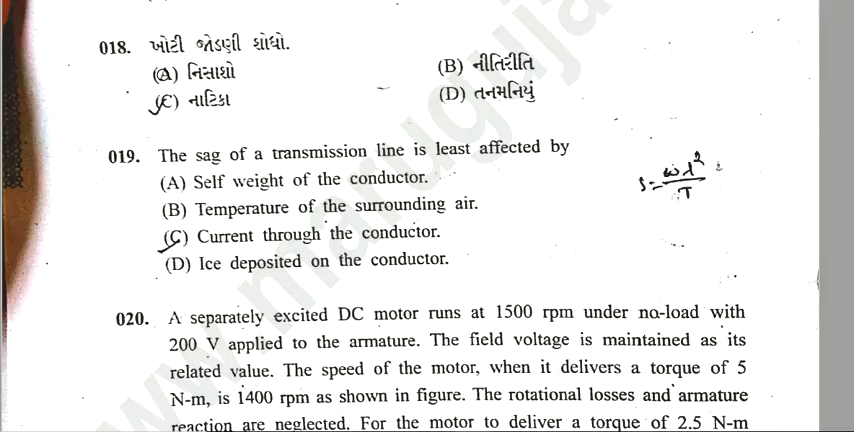 018. ખોટી જોડણી શોધો.
(A) નિસાશો (B) નીતિરીતિ
(C) નાટિકા (D) તનમનિયું
019. The sag of a transmission line is least affected by
(A) Self weight of the conductor.
(B) Temperature of the surrounding air.
(C) Current through the conductor.
(D) Ice deposited on the conductor.
020. A separately excited DC motor runs at 1500 rpm under no-load with
200 V applied to the armature. The field voltage is maintained as its
related value. The speed of the motor, when it delivers a torque of 5
N-m, is 1400 rpm as shown in figure. The rotational losses and armature
reaction are neglected. For the motor to deliver a torque of 2.5 N-m